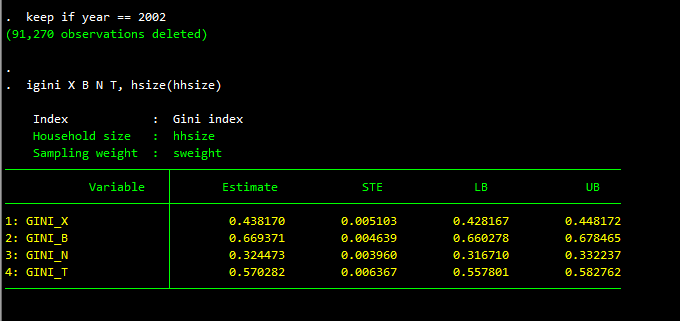 . keep if year == 2002
(91,270 observations deleted)
.
. igini X B N T, hsize(hhsize)
Index : Gini index
Household size : hhsize
Sampling weight : sweight
Variable Estimate STE LB UB
1: GINI_X 0.438170 0.005103 0.428167 0.448172
2: GINI_B 0.669371 0.004639 0.660278 0.678465
3: GINI_N 0.324473 0.003960 0.316710 0.332237
4: GINI_T 0.570282 0.006367 0.557801 0.582762